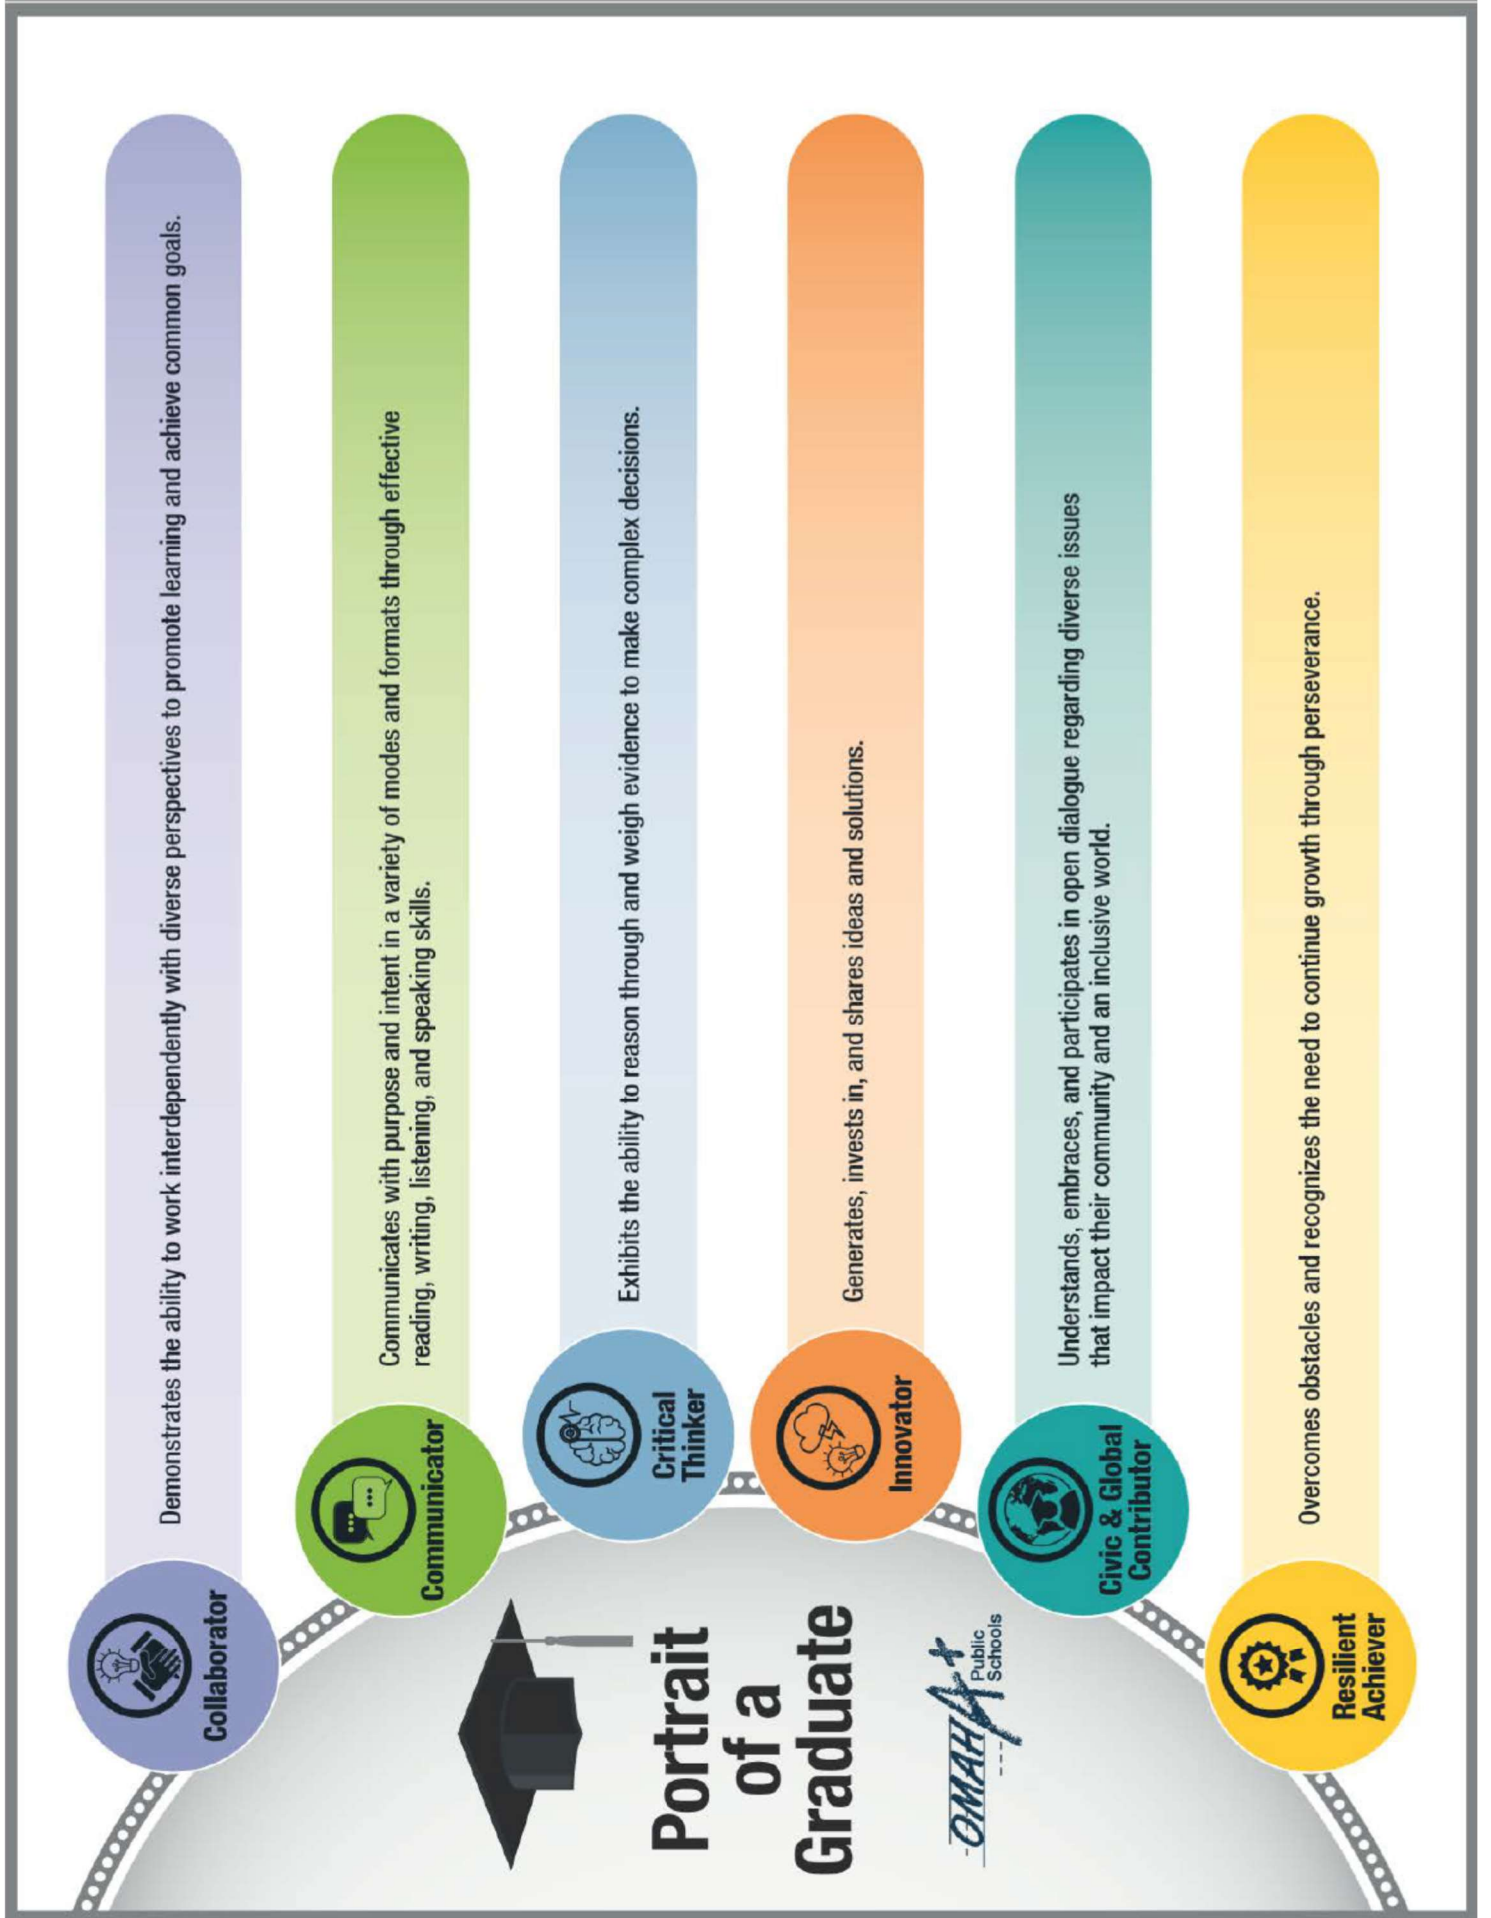 Portrait
of a
Graduate
OMAHA
Public
Schools
Collaborator
Demonstrates the ability to work interdependently with diverse perspectives to promote learning and achieve common goals.
Communicator
Communicates with purpose and intent in a variety of modes and formats through effective
reading, writing, listening, and speaking skills.
Critical
Thinker
Exhibits the ability to reason through and weigh evidence to make complex decisions.
Innovator
Generates, invests in, and shares ideas and solutions.
Civic & Global
Contributor
Understands, embraces, and participates in open dialogue regarding diverse issues
that impact their community and an inclusive world.
Resilient
Achiever
Overcomes obstacles and recognizes the need to continue growth through perseverance.